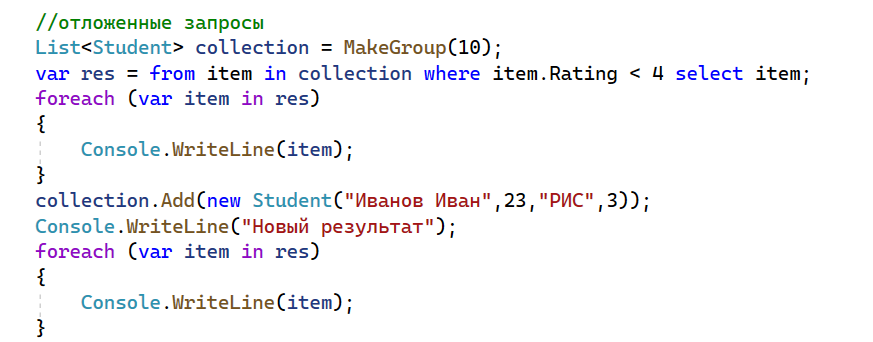 //отложенные запросы
List<Student> collection = MakeGroup(10);
var res = from item in collection where item.Rating < 4 select item;
foreach (var item in res)
{
    Console.WriteLine(item);
}
collection.Add(new Student("Иванов Иван",23,"РИС",3));
Console.WriteLine("Новый результат");
foreach (var item in res)
{
    Console.WriteLine(item);
}